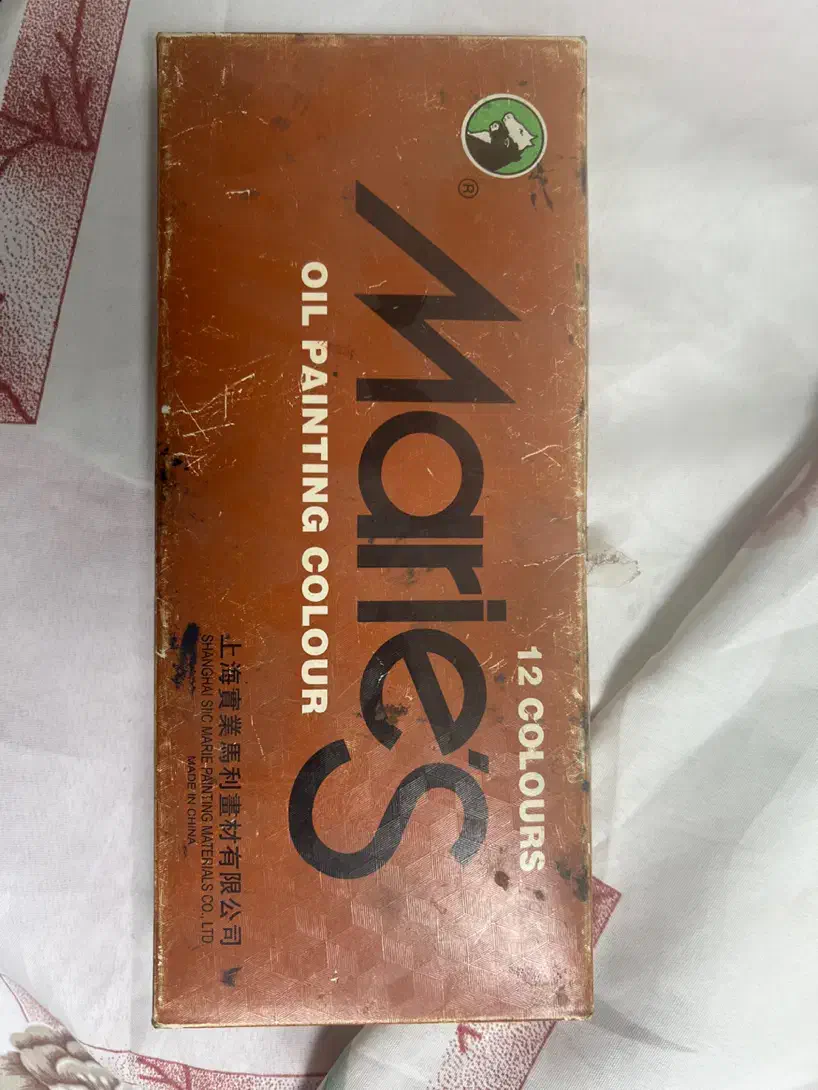 12 COLOURS
Marie's ®
OIL PAINTING COLOUR
上海實業馬利畫材有限公司
SHANGHAI SIIC MARIE PAINTING MATERIALS CO., LTD.
MADE IN CHINA